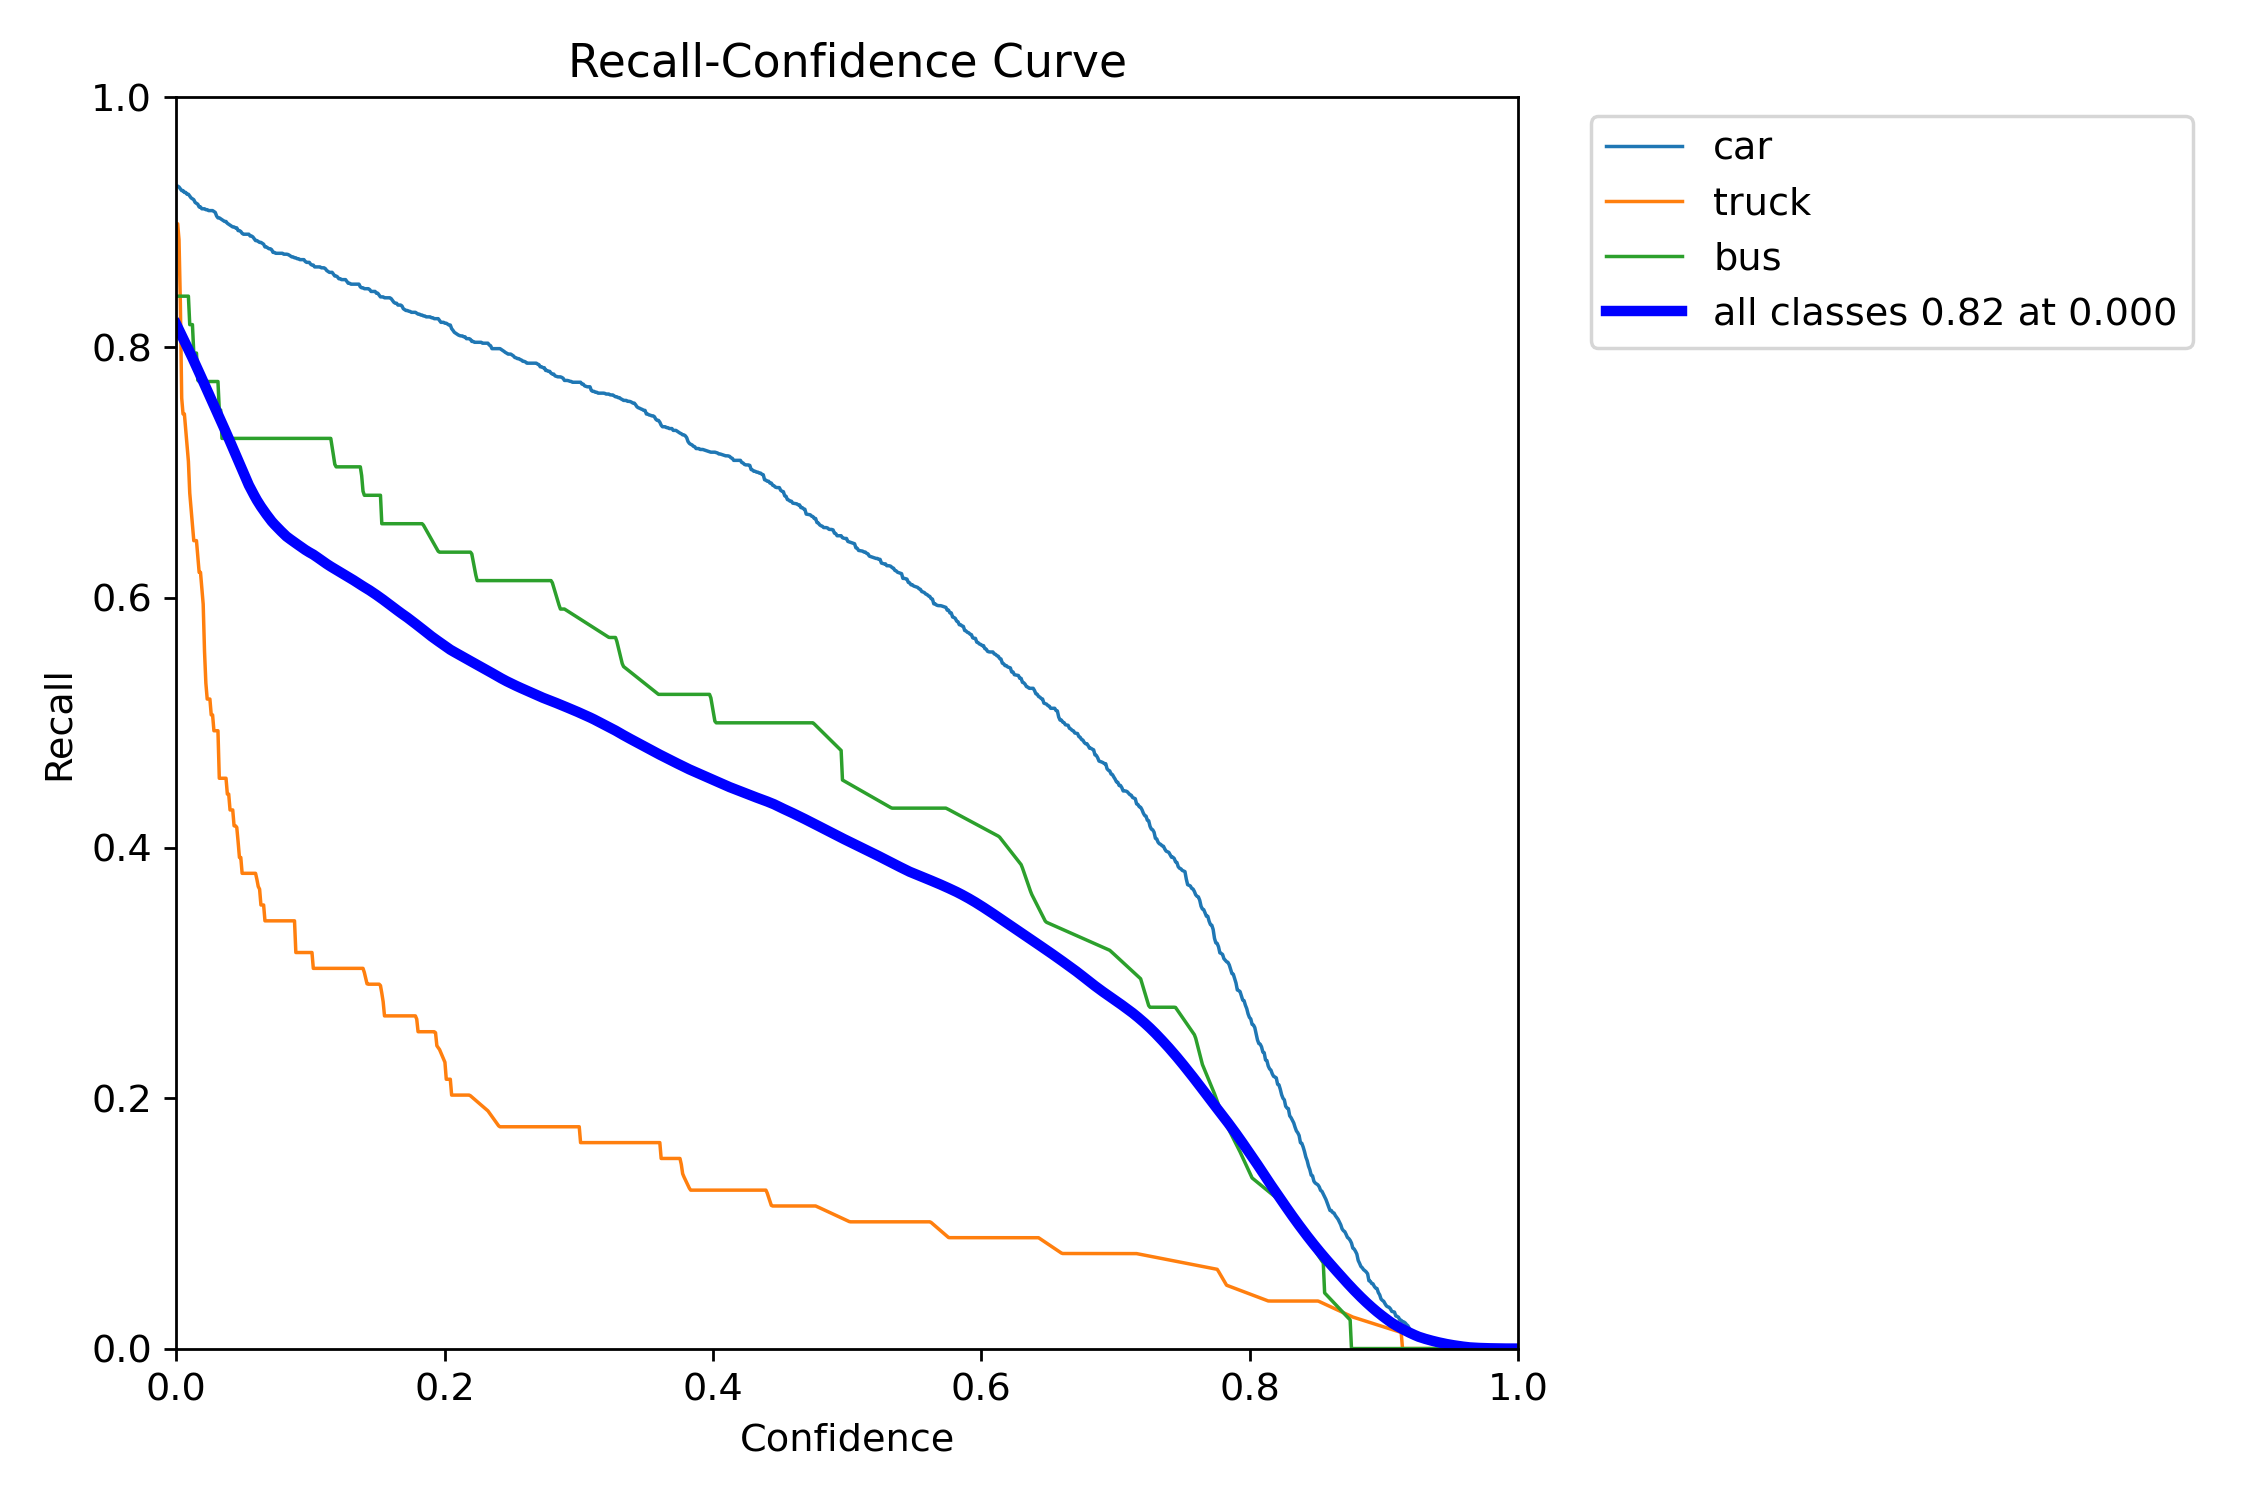 Recall-Confidence Curve
1.0
0.8
0.6
0.4
0.2
0.0
Recall
0.0 0.2 0.4 0.6 0.8 1.0
Confidence
car
truck
bus
all classes 0.82 at 0.000